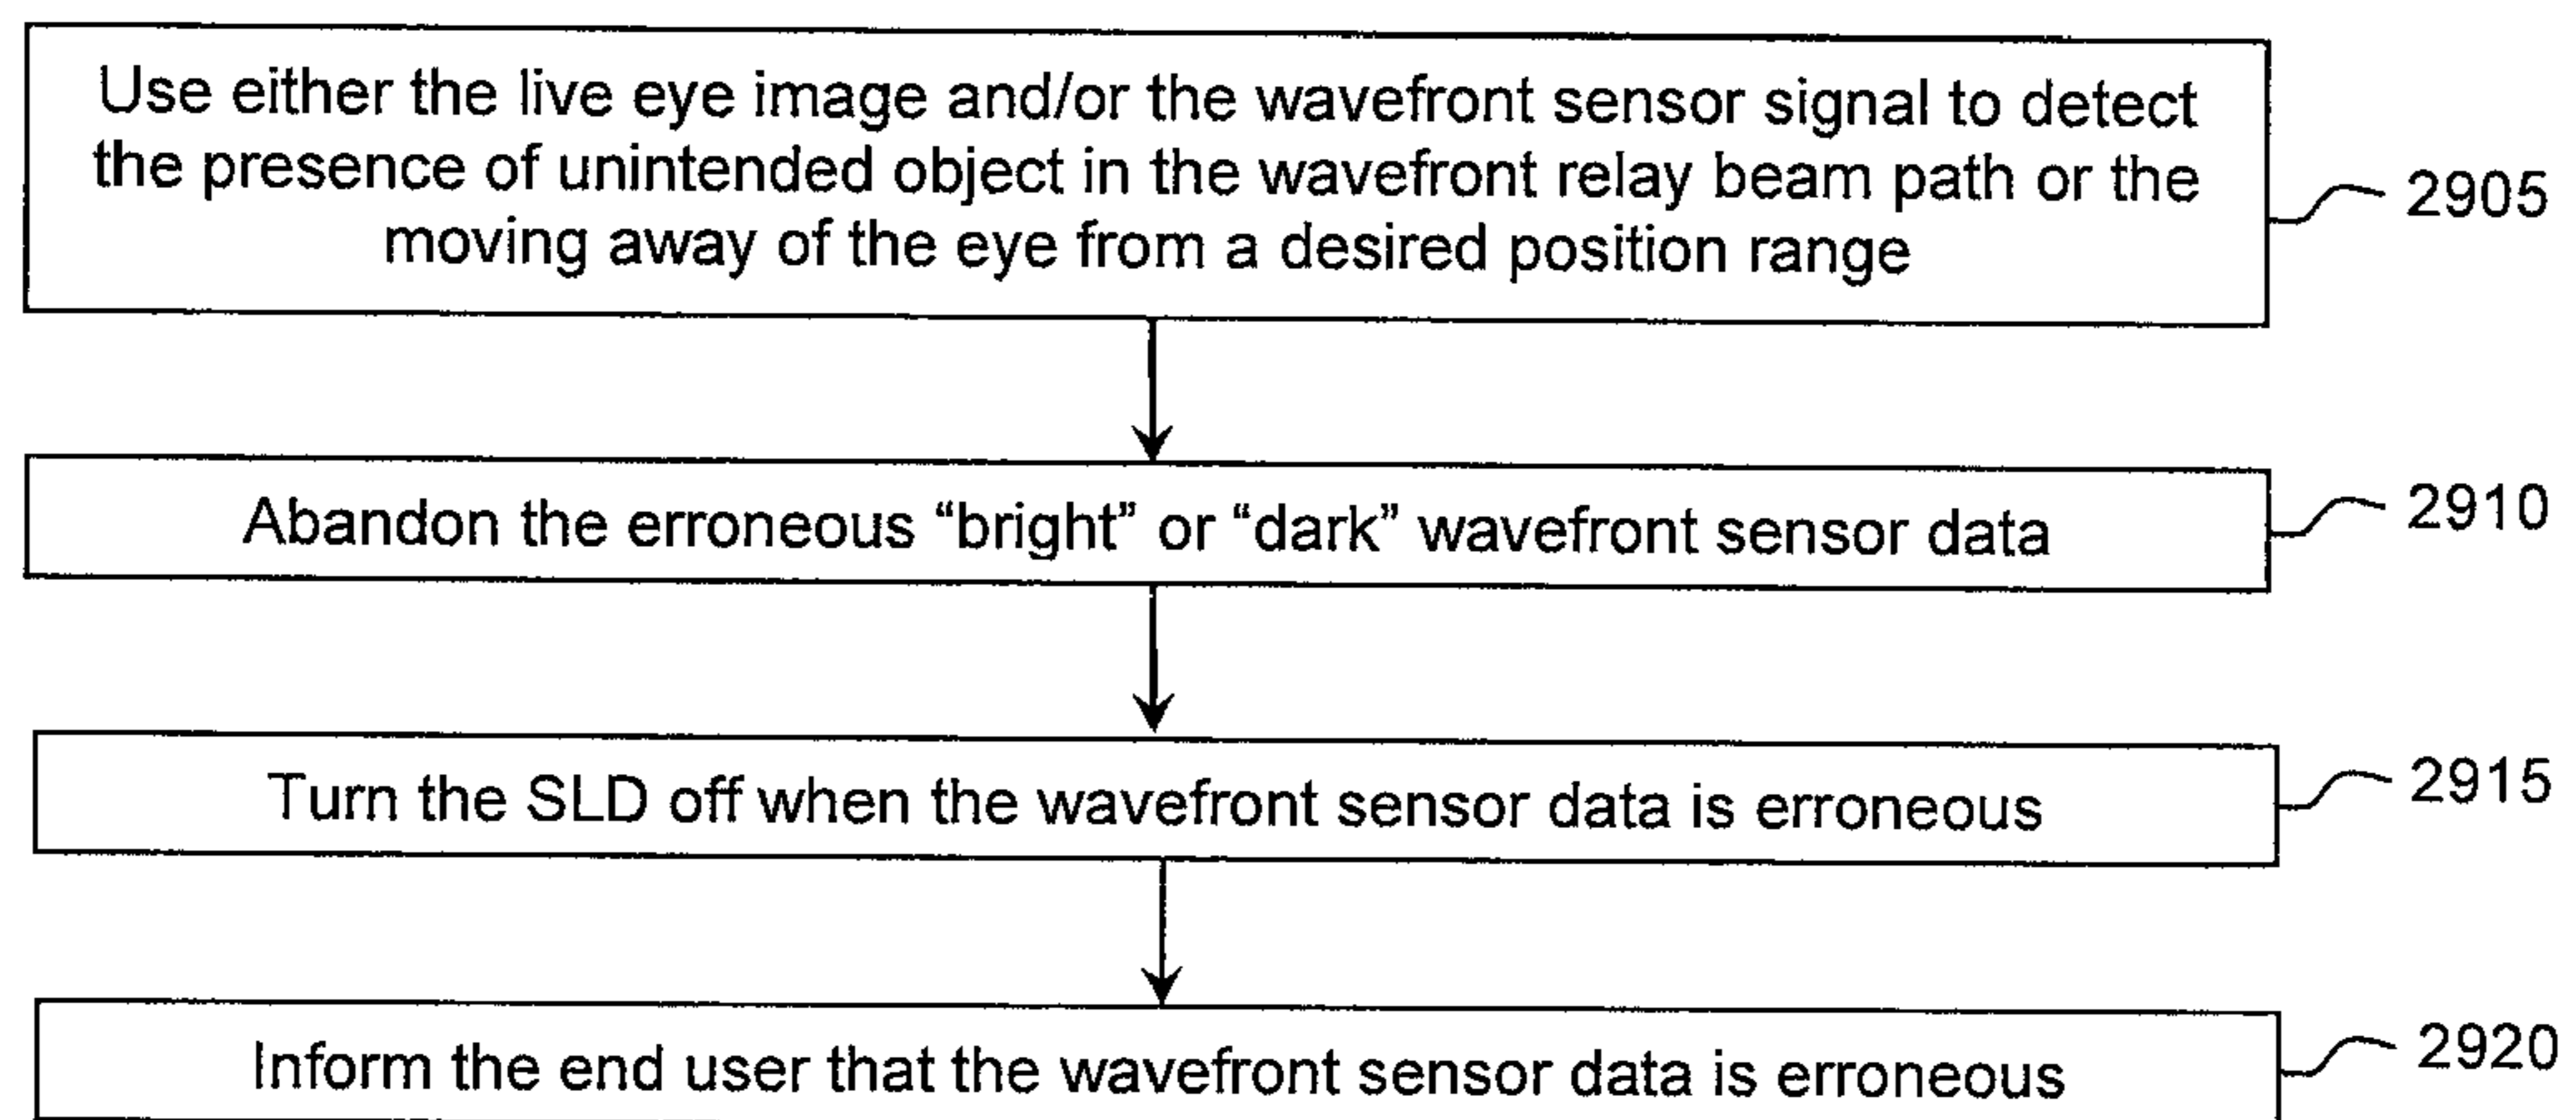 Use either the live eye image and/or the wavefront sensor signal to detect
the presence of unintended object in the wavefront relay beam path or the
moving away of the eye from a desired position range
2905
Abandon the erroneous “bright” or “dark” wavefront sensor data
2910
Turn the SLD off when the wavefront sensor data is erroneous
2915
Inform the end user that the wavefront sensor data is erroneous
2920